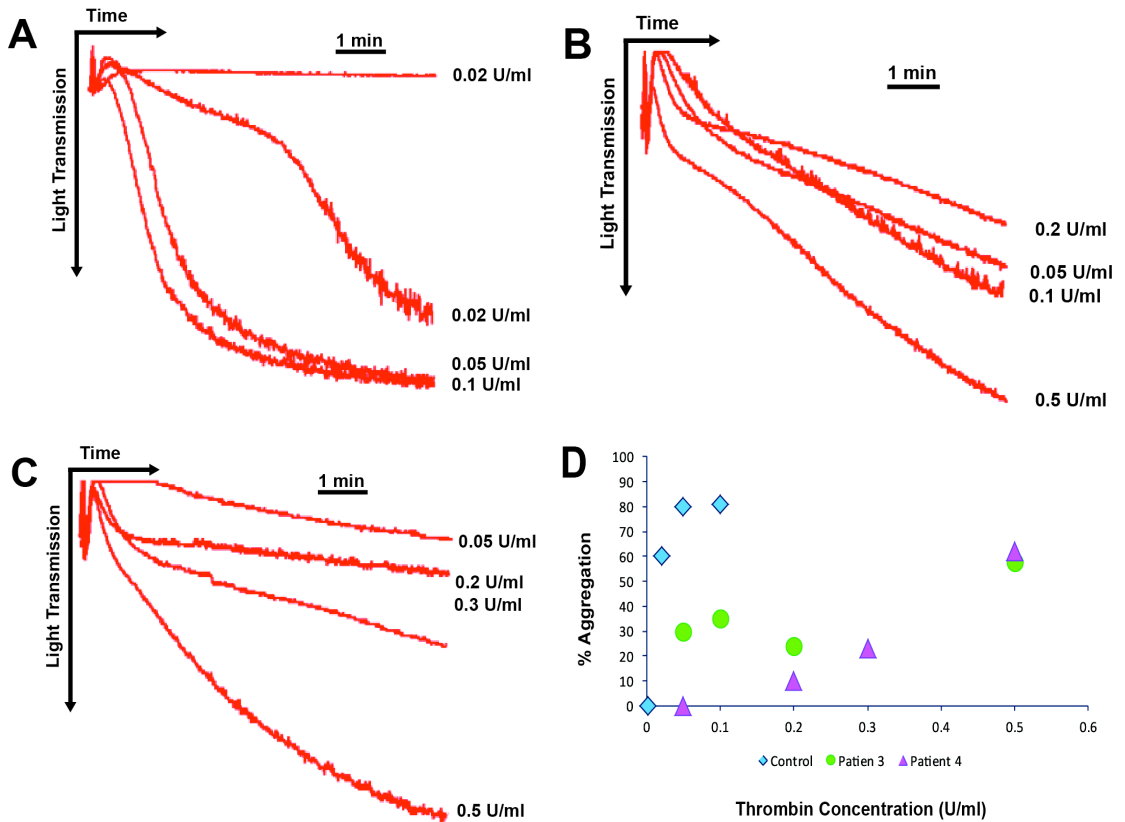 A
Time
1 min
Light Transmission
0.02 U/ml
0.02 U/ml
0.05 U/ml
0.1 U/ml
B
Time
1 min
Light Transmission
0.2 U/ml
0.05 U/ml
0.1 U/ml
0.5 U/ml
C
Time
1 min
Light Transmission
0.05 U/ml
0.2 U/ml
0.3 U/ml
0.5 U/ml
D
% Aggregation
100
90
80
70
60
50
40
30
20
10
0
0 0.1 0.2 0.3 0.4 0.5 0.6
Control Patien 3 Patient 4
Thrombin Concentration (U/ml)